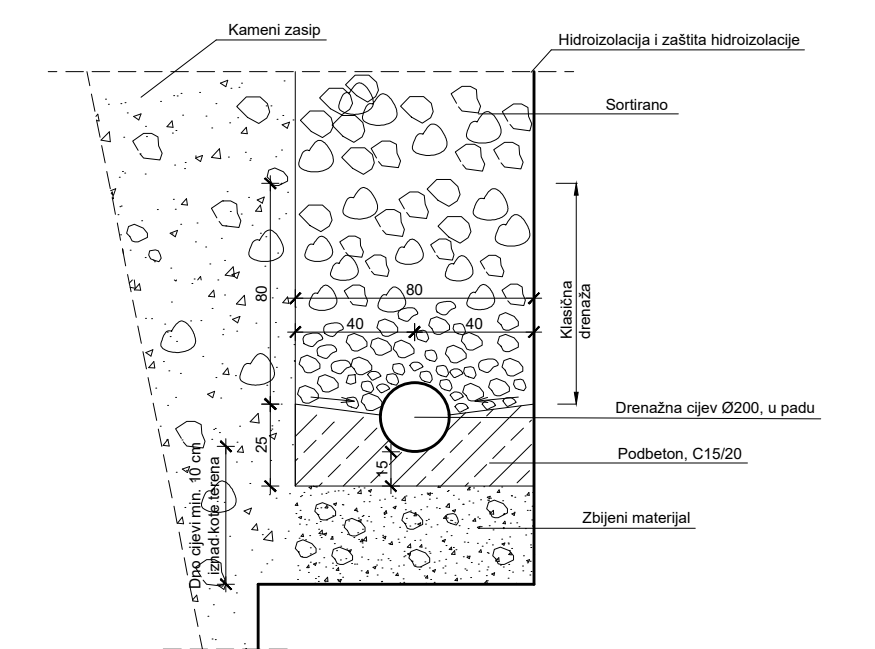 Kameni zasip
Hidroizolacija i zaštita hidroizolacije
Sortirano
80
80
40
40
Klasična
drenaža
Drenažna cijev Ø200, u padu
25
15
Podbeton, C15/20
Dno cijevi min. 10 cm
iznad kote terena
Zbijeni materijal